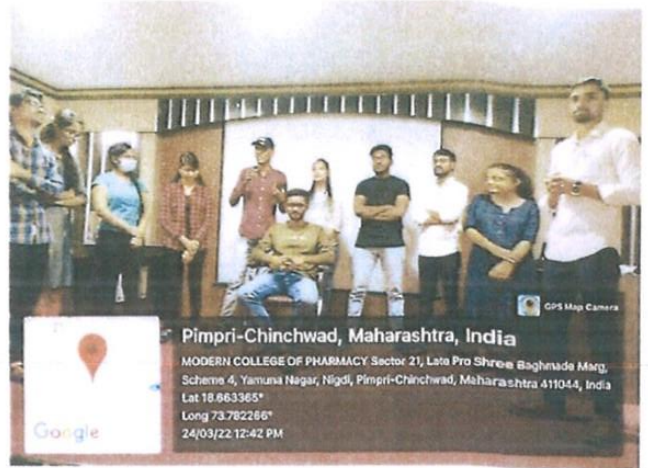 GPS Map Camera
Pimpri-Chinchwad, Maharashtra, India
MODERN COLLEGE OF PHARMACY Sector 21, Late Pro Shree Baghmade Marg,
Scheme 4, Yamuna Nagar, Nigdi, Pimpri-Chinchwad, Maharashtra 411044, India
Lat 18.663365°
Long 73.782266°
24/03/22 12:42 PM
Google